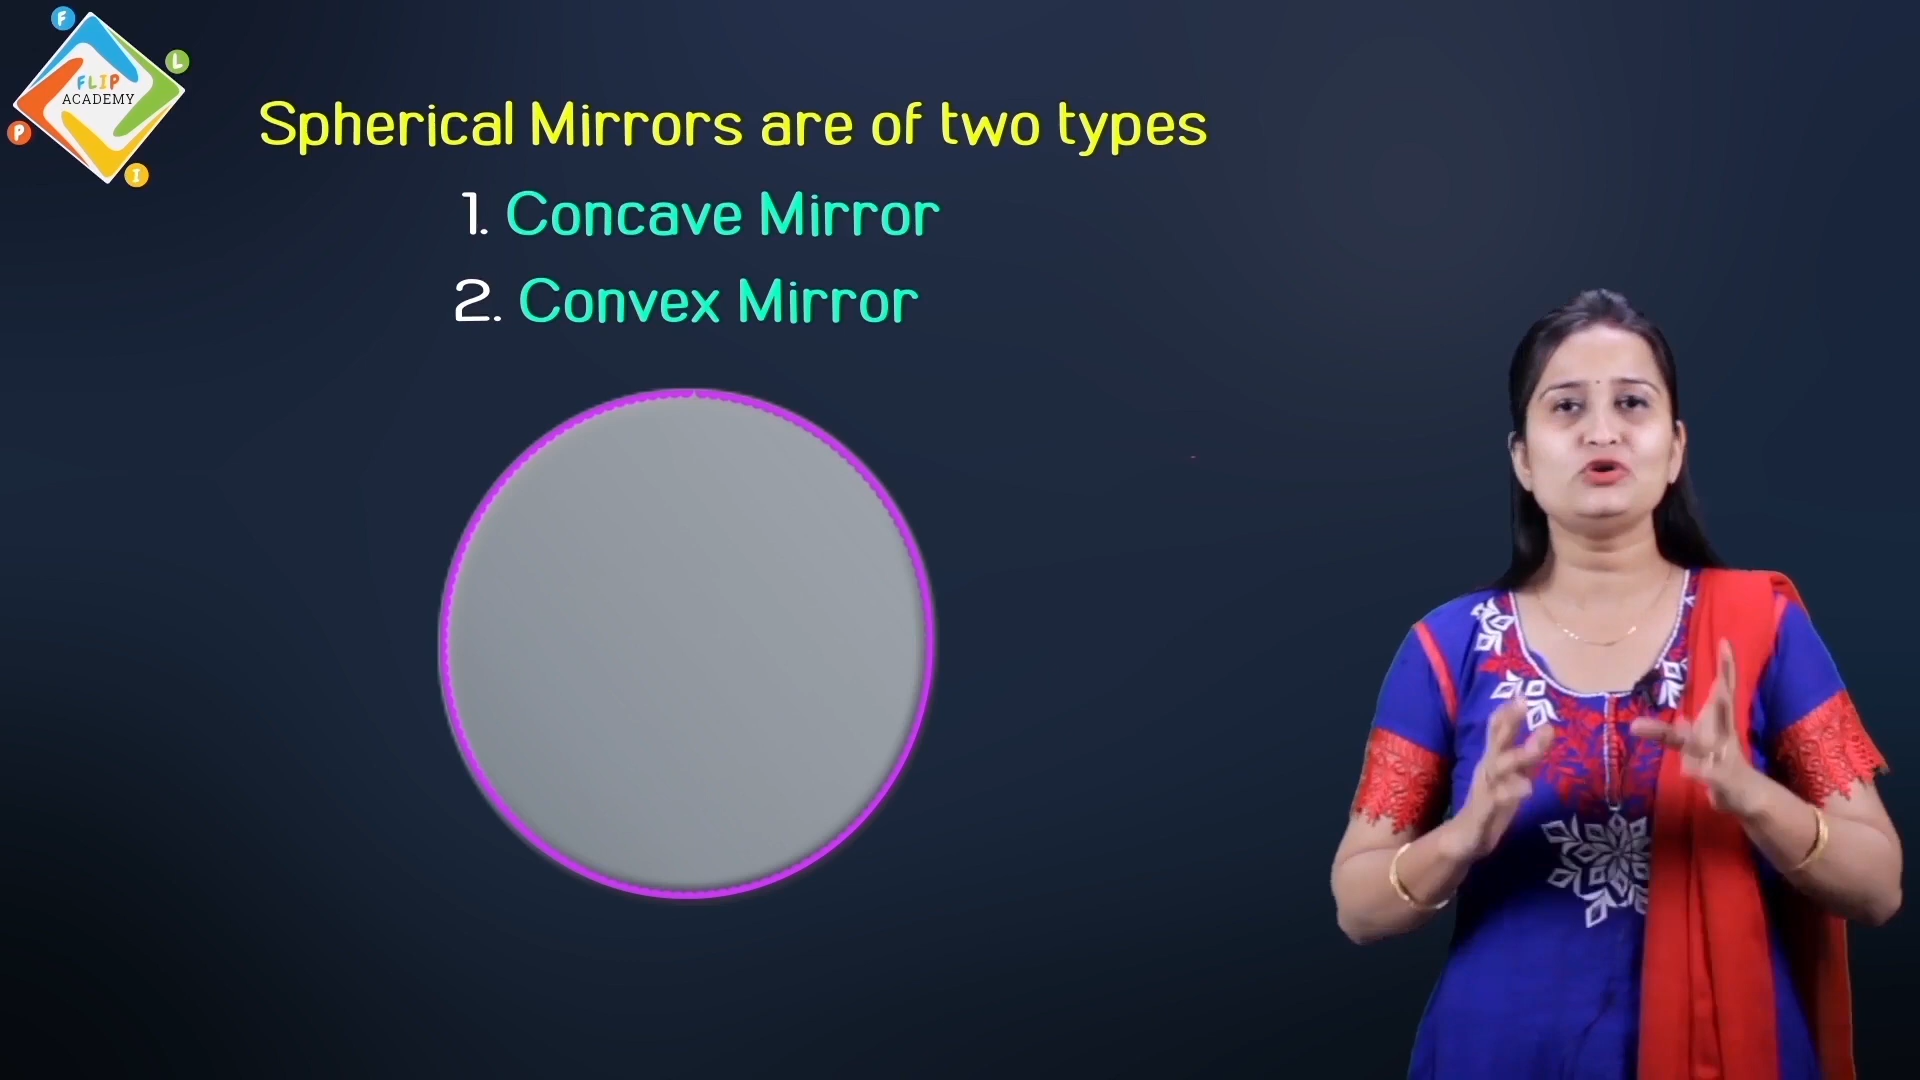 F
L
FLIP
ACADEMY
P
I
Spherical Mirrors are of two types
1. Concave Mirror
2. Convex Mirror